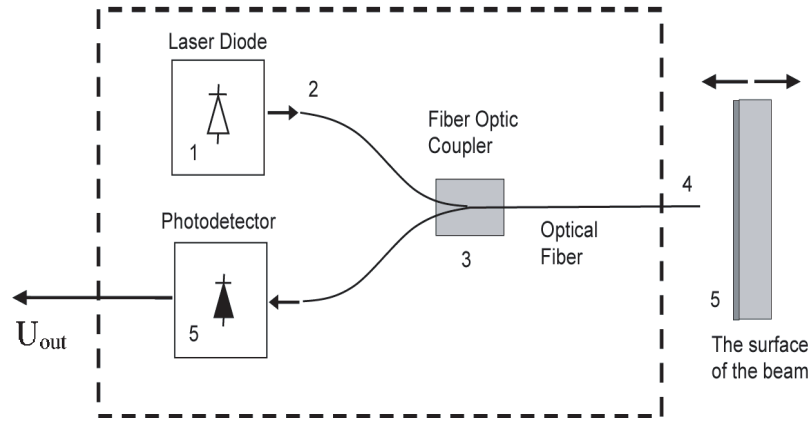 Laser Diode
2
1
Fiber Optic
Coupler
4
Photodetector
Optical
Fiber
3
5
5
U_out
The surface
of the beam